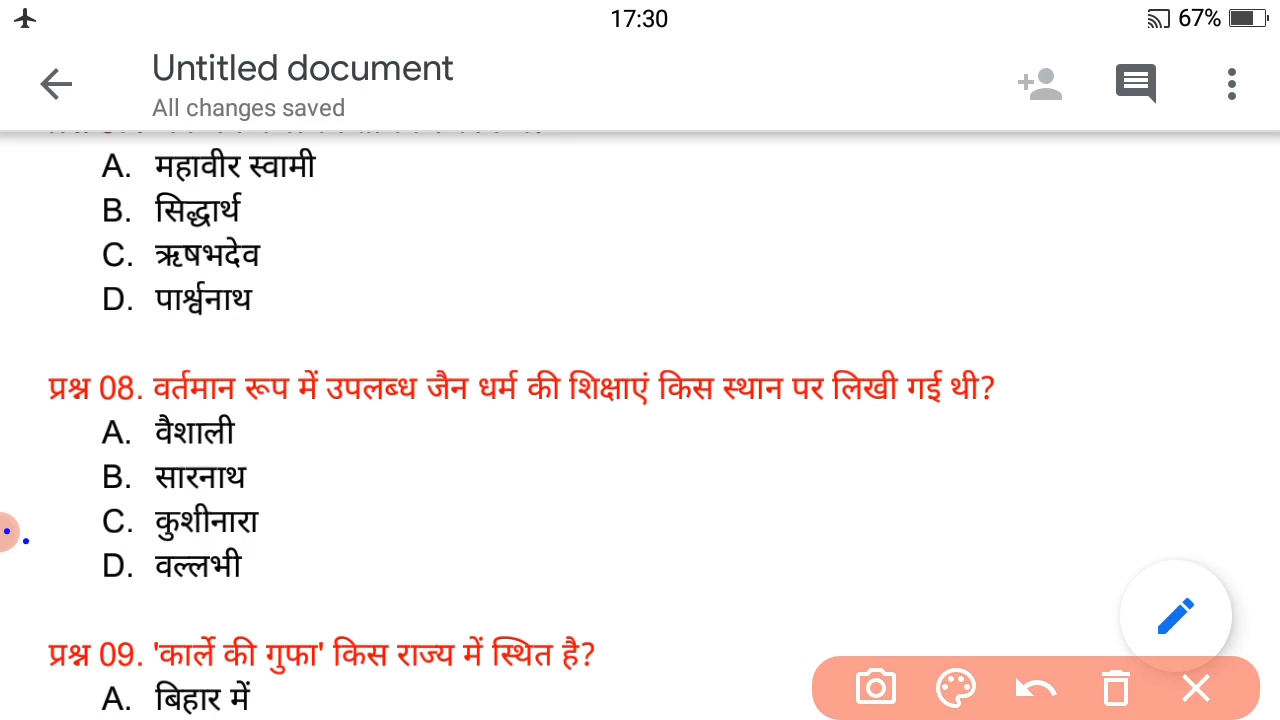 17:30
67%
Untitled document
All changes saved
A. महावीर स्वामी
B. सिद्धार्थ
C. ऋषभदेव
D. पार्श्वनाथ
प्रश्न 08. वर्तमान रूप में उपलब्ध जैन धर्म की शिक्षाएं किस स्थान पर लिखी गई थी?
A. वैशाली
B. सारनाथ
C. कुशीनारा
D. वल्लभी
प्रश्न 09. 'कार्ले की गुफा' किस राज्य में स्थित है?
A. बिहार में